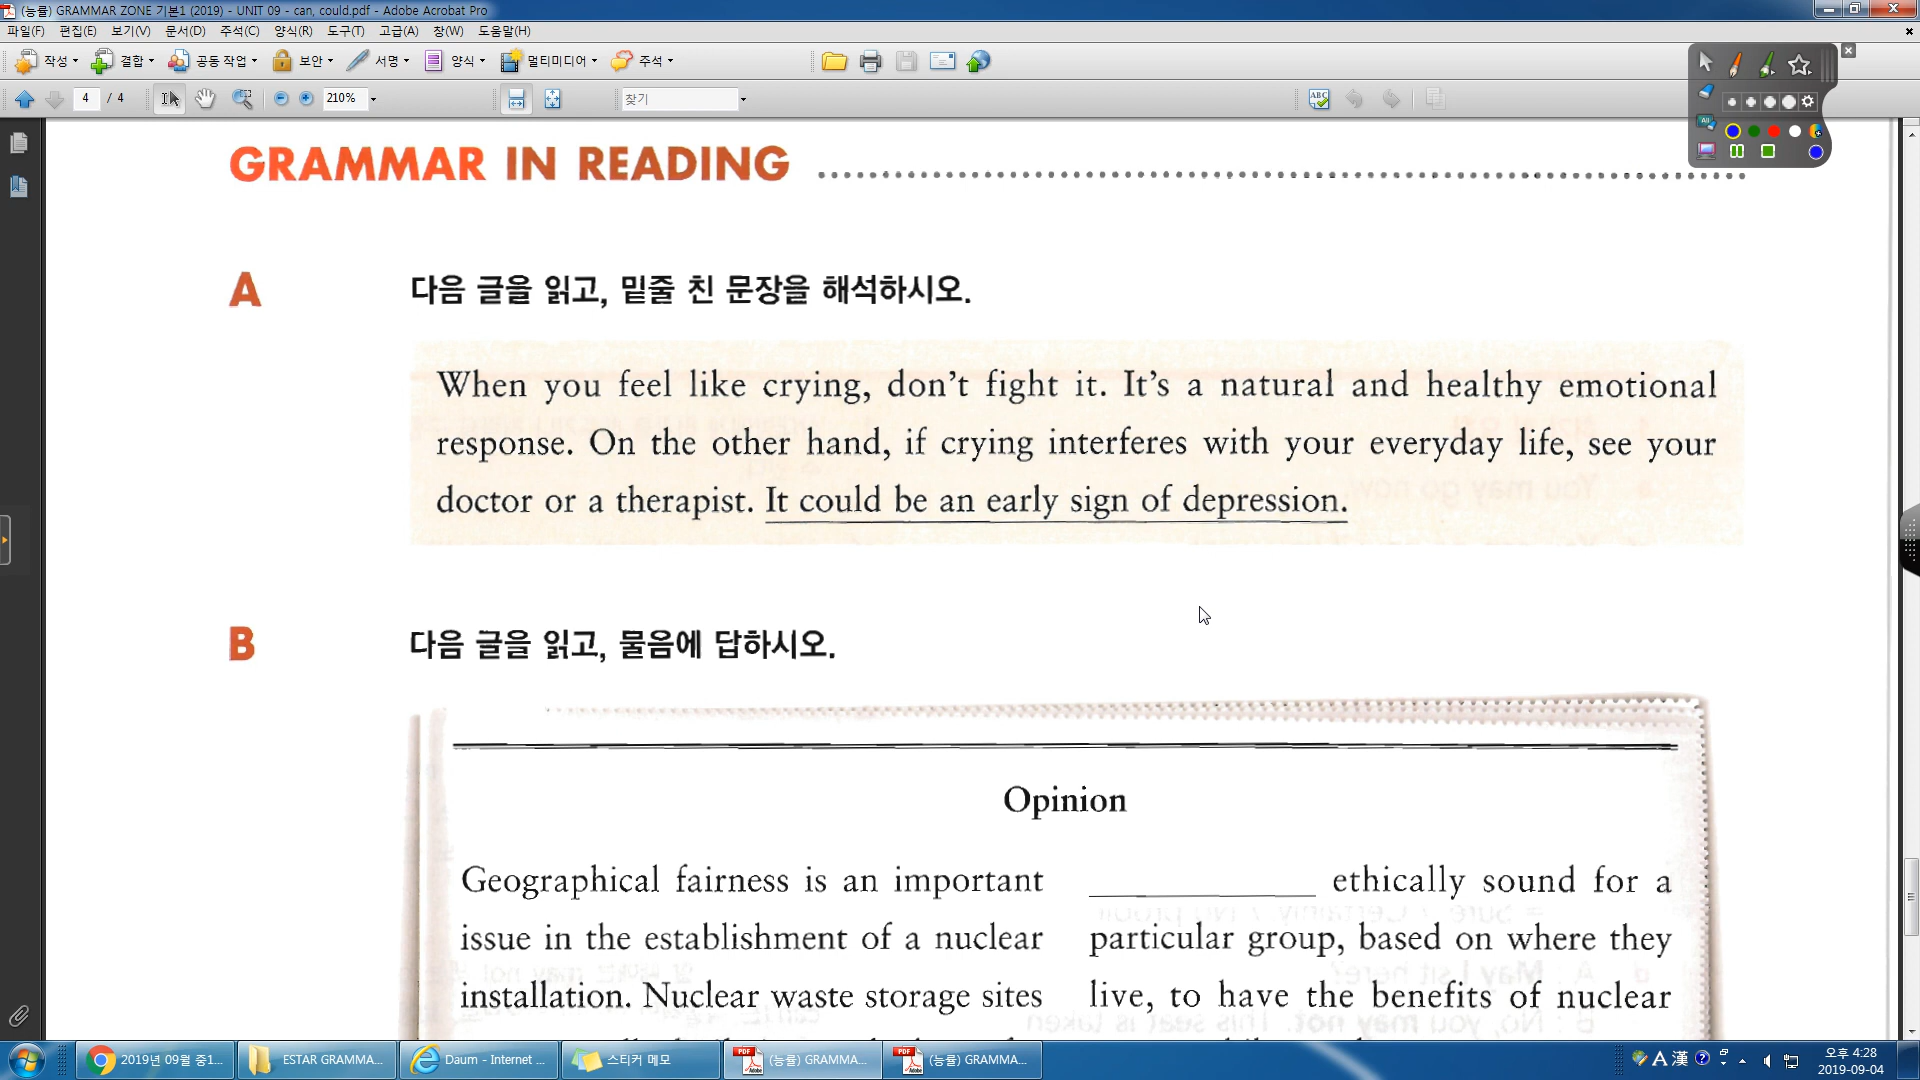 (능률) GRAMMAR ZONE 기본1 (2019) - UNIT 09 - can, could.pdf - Adobe Acrobat Pro
파일(F) 편집(E) 보기(V) 문서(D) 주석(C) 양식(R) 도구(T) 고급(A) 창(W) 도움말(H)
작성 결합 공동 작업 보안 서명 양식 멀티미디어 주석
4 / 4 210% 찾기
GRAMMAR IN READING
A 다음 글을 읽고, 밑줄 친 문장을 해석하시오.
When you feel like crying, don't fight it. It's a natural and healthy emotional
response. On the other hand, if crying interferes with your everyday life, see your
doctor or a therapist. It could be an early sign of depression.
B 다음 글을 읽고, 물음에 답하시오.
Opinion
Geographical fairness is an important
issue in the establishment of a nuclear
installation. Nuclear waste storage sites
ethically sound for a
particular group, based on where they
live, to have the benefits of nuclear
2019년 09월 중1... ESTAR GRAMMA... Daum - Internet ... 스티커 메모 (능률) GRAMMA... (능률) GRAMMA...
A 漢
오후 4:28
2019-09-04